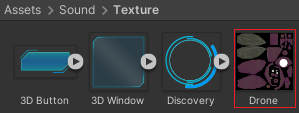 Assets > Sound > Texture
3D Button 3D Window Discovery Drone